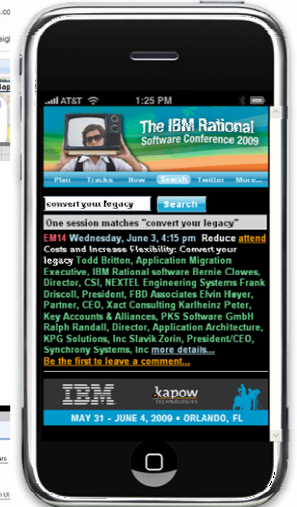 AT&T 1:25 PM
The IBM Rational
Software Conference 2009
Plan Tracks Now Search Twitter More...
convert your legacy Search
One session matches "convert your legacy"
EM14 Wednesday, June 3, 4:15 pm Reduce attend
Costs and Increase Flexibility: Convert your
legacy Todd Britton, Application Migration
Executive, IBM Rational software Bernie Clowes,
Director, CSI, NEXTEL Engineering Systems Frank
Driscoll, President, FBD Associates Elvin Høyer,
Partner, CEO, Xact Consulting Karlheinz Peter,
Key Accounts & Alliances, PKS Software GmbH
Ralph Randall, Director, Application Architecture,
KPG Solutions, Inc Slavik Zorin, President/CEO,
Synchrony Systems, Inc more details...
Be the first to leave a comment...
IBM kapow
TECHNOLOGIES
MAY 31 - JUNE 4, 2009 • ORLANDO, FL